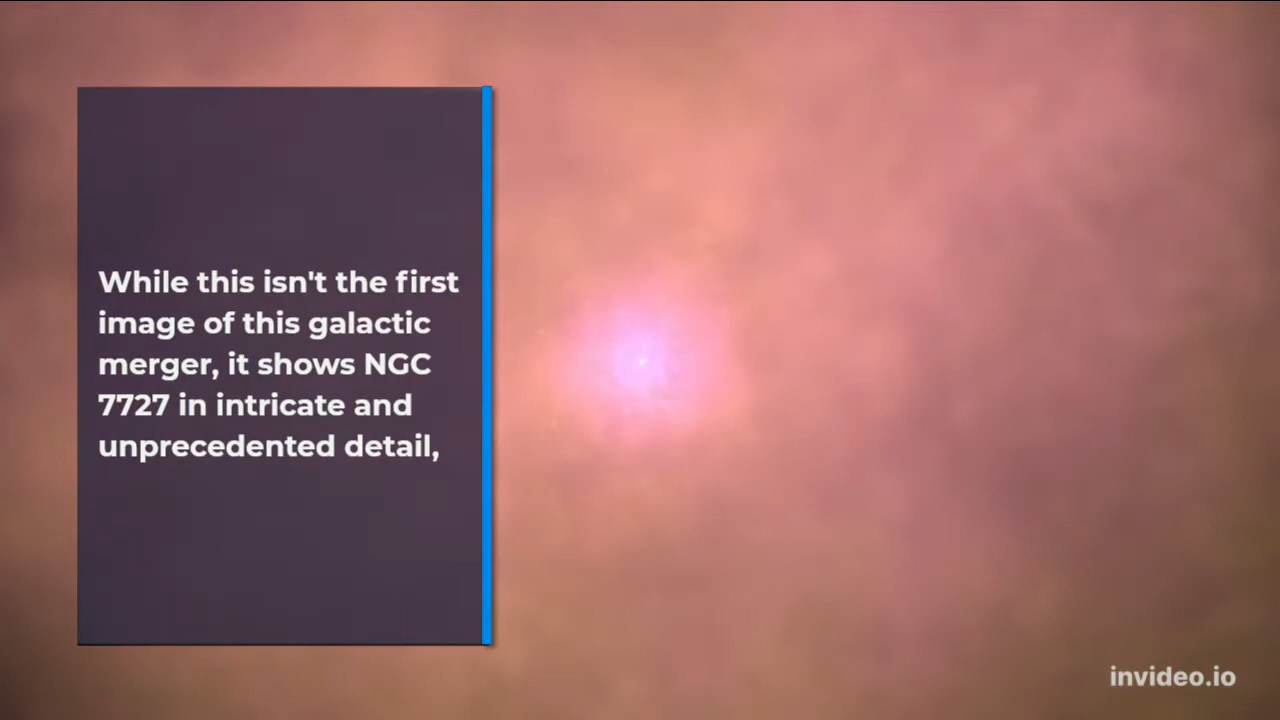 While this isn't the first
image of this galactic
merger, it shows NGC
7727 in intricate and
unprecedented detail,
invideo.io